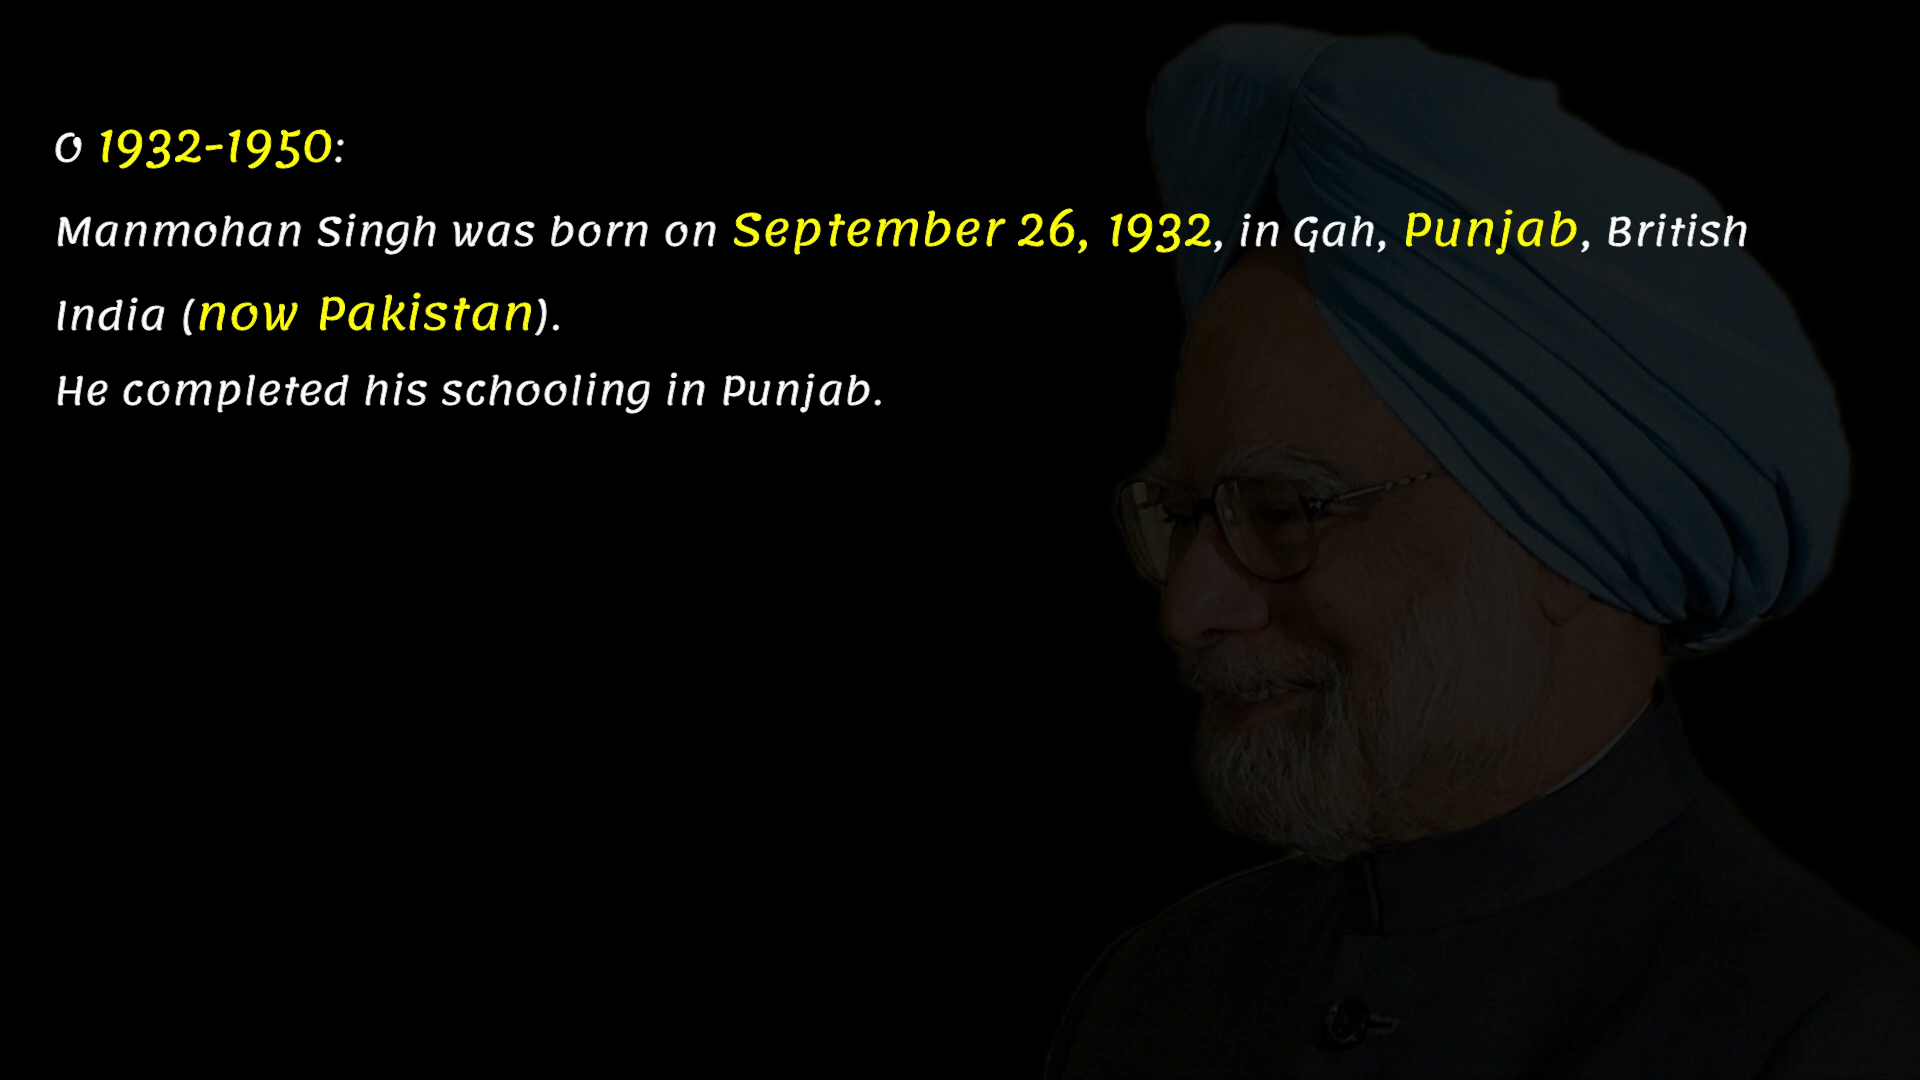 o 1932-1950:
Manmohan Singh was born on September 26, 1932, in Gah, Punjab, British
India (now Pakistan).
He completed his schooling in Punjab.